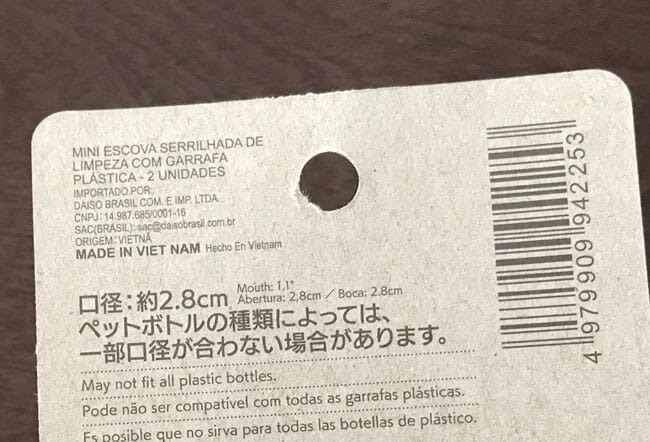 MINI ESCOVA SERRILHADA DE
LIMPEZA COM GARRAFA
PLÁSTICA - 2 UNIDADES
IMPORTADO POR:
DAISO BRASIL COM. E IMP. LTDA.
CNPJ: 14.987.685/0001-16
SAC(BRASIL): sac@daisobrasil.com.br
ORIGEM: VIETNÃ
MADE IN VIET NAM Hecho En Vietnam
口径：約2.8cm Mouth: 1.1"
Abertura: 2,8cm / Boca: 2.8cm
ペットボトルの種類によっては、
一部口径が合わない場合があります。
May not fit all plastic bottles.
Pode não ser compatível com todas as garrafas plásticas.
Es posible que no sirva para todas las botellas de plástico.
4 979909 942253